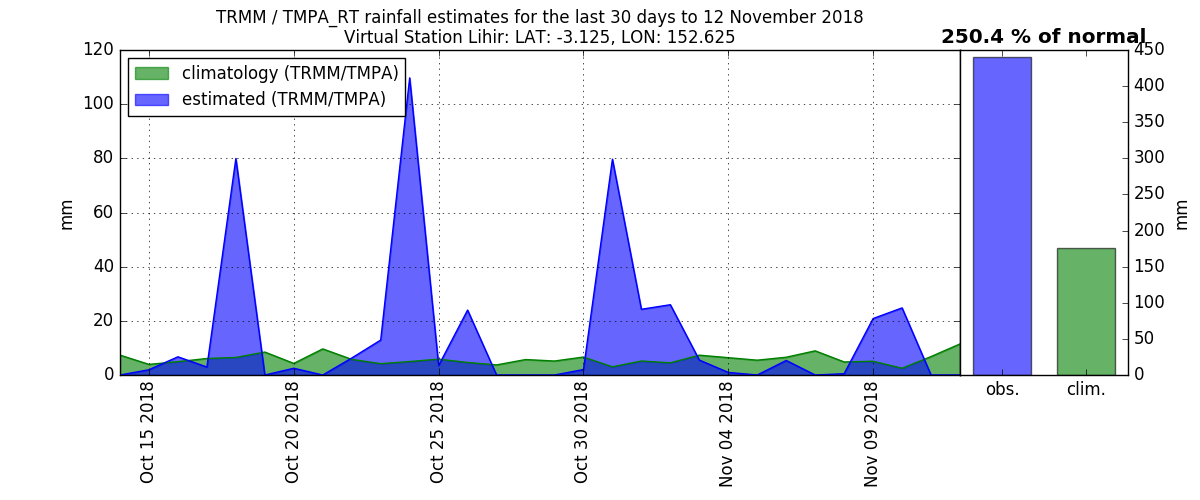 TRMM / TMPA_RT rainfall estimates for the last 30 days to 12 November 2018
Virtual Station Lihir: LAT: -3.125, LON: 152.625
250.4 % of normal
climatology (TRMM/TMPA)
estimated (TRMM/TMPA)
mm
120
100
80
60
40
20
0
Oct 15 2018
Oct 20 2018
Oct 25 2018
Oct 30 2018
Nov 04 2018
Nov 09 2018
450
400
350
300
250
200
150
100
50
0
mm
obs.
clim.